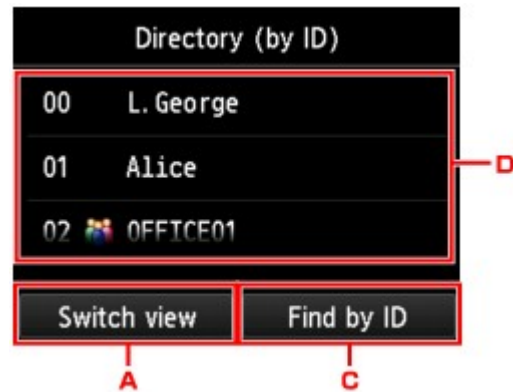 Directory (by ID)
00 L. George
D
01 Alice
02 OFFICE01
Switch view Find by ID
A C